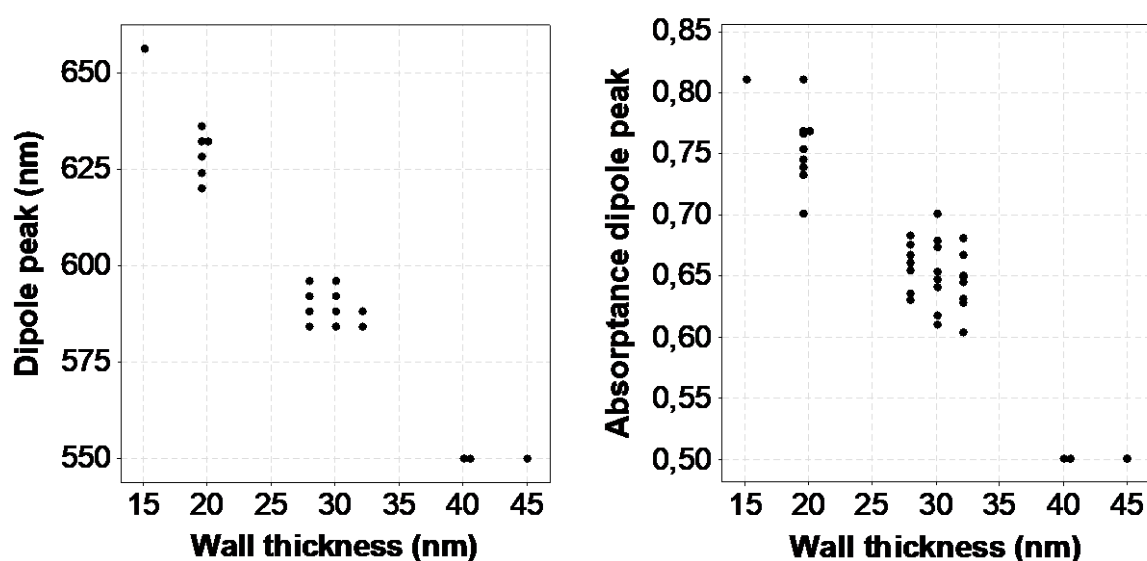 Dipole peak (nm)
650
625
600
575
550
15 20 25 30 35 40 45
Wall thickness (nm)
Absorptance dipole peak
0,85
0,80
0,75
0,70
0,65
0,60
0,55
0,50
15 20 25 30 35 40 45
Wall thickness (nm)